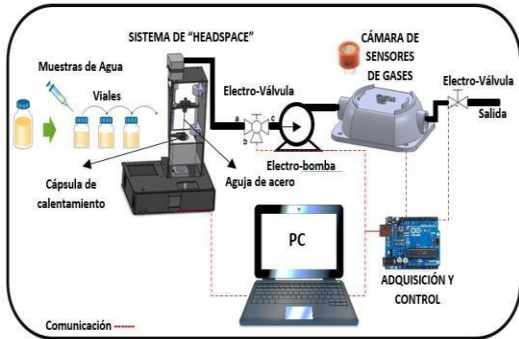 SISTEMA DE “HEADSPACE”
CÁMARA DE
SENSORES
DE GASES
Muestras de Agua
Viales
Electro-Válvula
a
c
b
Electro-Válvula
Salida
Electro-bomba
Cápsula de
calentamiento
Aguja de acero
PC
ADQUISICIÓN Y
CONTROL
Comunicación ------